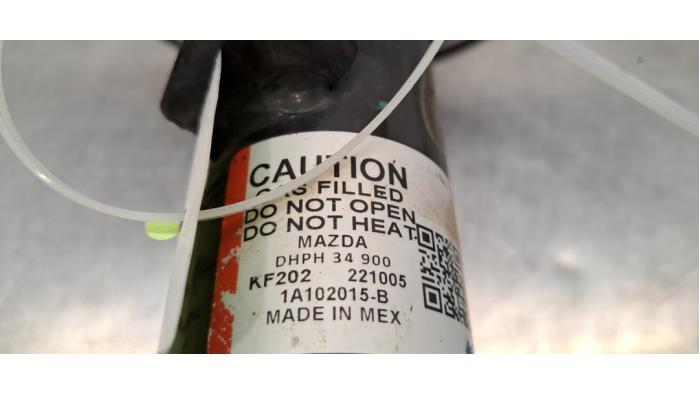 CAUTION
GAS FILLED
DO NOT OPEN
DO NOT HEAT
MAZDA
DHPH 34 900
KF202 221005
1A102015-B
MADE IN MEX